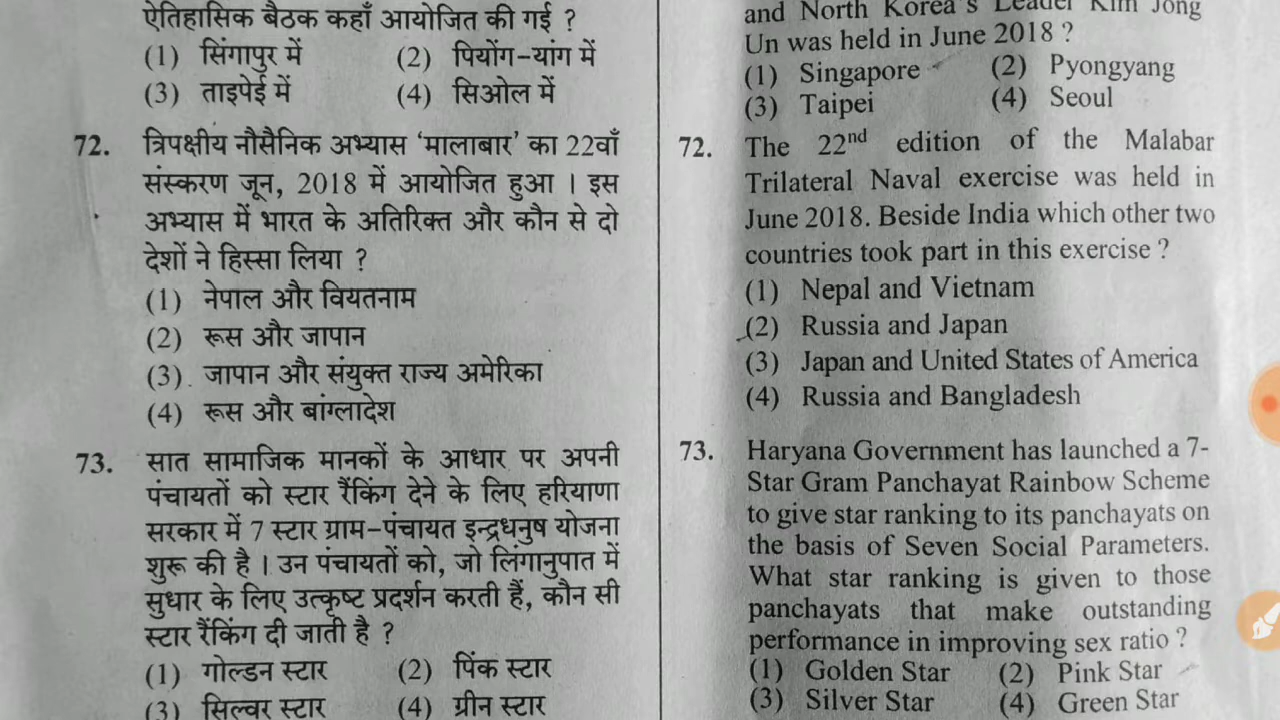 ऐतिहासिक बैठक कहाँ आयोजित की गई ?
(1) सिंगापुर में (2) पियोंग-यांग में
(3) ताइपेई में (4) सिओल में
72. त्रिपक्षीय नौसैनिक अभ्यास ‘मालाबार’ का 22वाँ
संस्करण जून, 2018 में आयोजित हुआ । इस
अभ्यास में भारत के अतिरिक्त और कौन से दो
देशों ने हिस्सा लिया ?
(1) नेपाल और वियतनाम
(2) रूस और जापान
(3) जापान और संयुक्त राज्य अमेरिका
(4) रूस और बांग्लादेश
73. सात सामाजिक मानकों के आधार पर अपनी
पंचायतों को स्टार रैंकिंग देने के लिए हरियाणा
सरकार में 7 स्टार ग्राम-पंचायत इन्द्रधनुष योजना
शुरू की है । उन पंचायतों को, जो लिंगानुपात में
सुधार के लिए उत्कृष्ट प्रदर्शन करती हैं, कौन सी
स्टार रैंकिंग दी जाती है ?
(1) गोल्डन स्टार (2) पिंक स्टार
(3) सिल्वर स्टार (4) ग्रीन स्टार
and North Korea's Leader Kim Jong
Un was held in June 2018 ?
(1) Singapore (2) Pyongyang
(3) Taipei (4) Seoul
72. The 22nd edition of the Malabar
Trilateral Naval exercise was held in
June 2018. Beside India which other two
countries took part in this exercise ?
(1) Nepal and Vietnam
(2) Russia and Japan
(3) Japan and United States of America
(4) Russia and Bangladesh
73. Haryana Government has launched a 7-
Star Gram Panchayat Rainbow Scheme
to give star ranking to its panchayats on
the basis of Seven Social Parameters.
What star ranking is given to those
panchayats that make outstanding
performance in improving sex ratio ?
(1) Golden Star (2) Pink Star
(3) Silver Star (4) Green Star